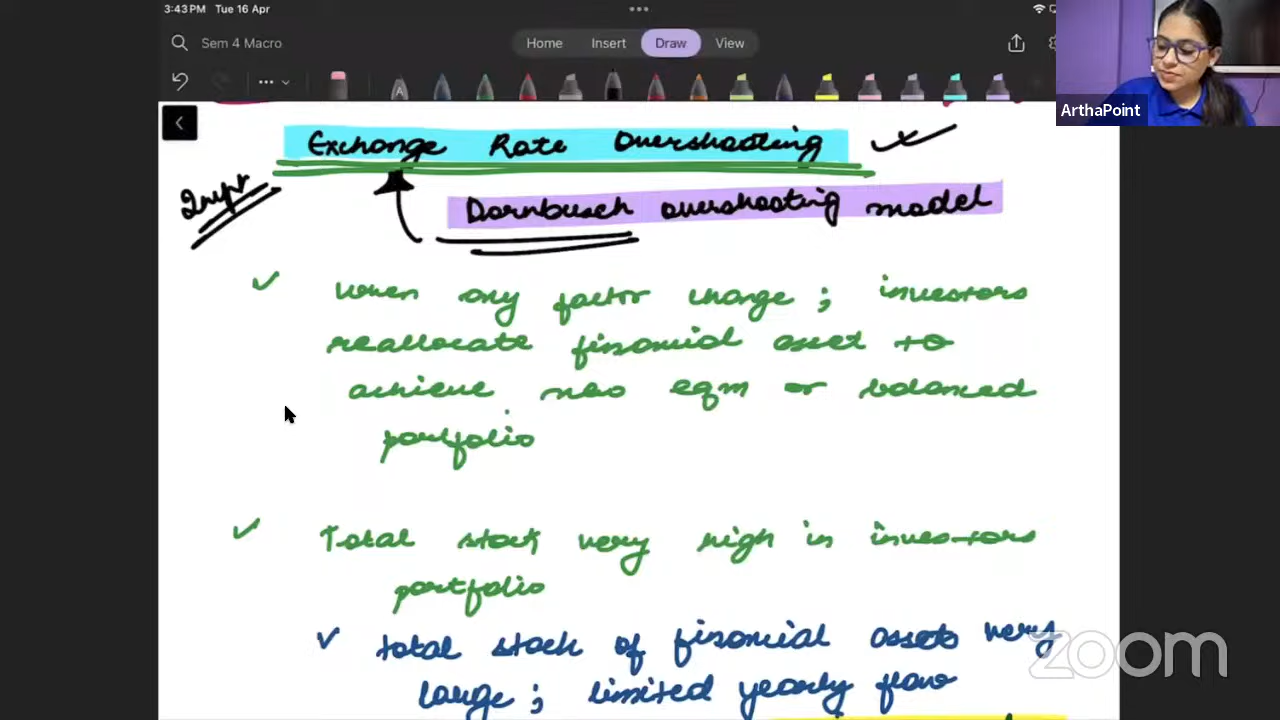 3:43 PM Tue 16 Apr
Sem 4 Macro
Home Insert Draw View
A
ArthaPoint
Exchange Rate Overshooting
Impt
Dornbusch overshooting model
When any factor change; investors
reallocate financial asset to
achieve new eqm or balanced
portfolio
Total stock very high in investors
portfolio
total stock of financial assets very
large; limited yearly flow
zoom